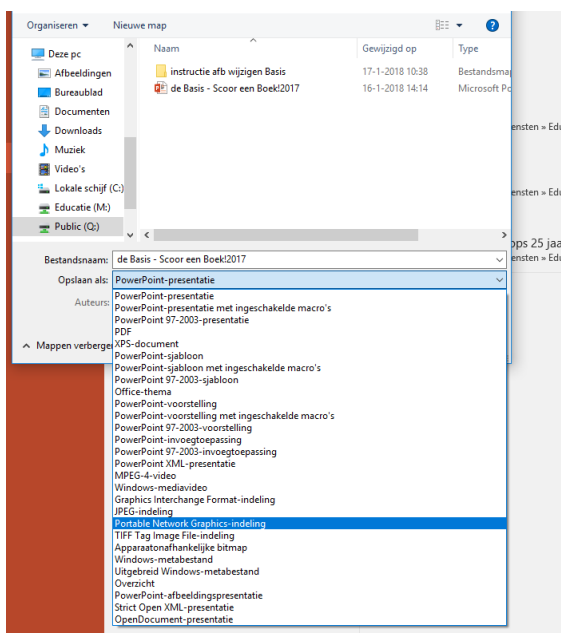 Organiseren Nieuwe map
Naam Gewijzigd op Type
Deze pc
Afbeeldingen
Bureaublad
Documenten
Downloads
Muziek
Video's
Lokale schijf (C:)
Educatie (M:)
Public (Q:)
instructie afb wijzigen Basis 17-1-2018 10:38 Bestandsmap
de Basis - Scoor een Boek!2017 16-1-2018 14:14 Microsoft Po
ensten » Edu
ensten » Edu
ops 25 jaa
ensten » Edu
Bestandsnaam: de Basis - Scoor een Boek!2017
Opslaan als: PowerPoint-presentatie
Auteurs:
Mappen verberge
PowerPoint-presentatie
PowerPoint-presentatie met ingeschakelde macro's
PowerPoint 97-2003-presentatie
PDF
XPS-document
PowerPoint-sjabloon
PowerPoint-sjabloon met ingeschakelde macro's
PowerPoint 97-2003-sjabloon
Office-thema
PowerPoint-voorstelling
PowerPoint-voorstelling met ingeschakelde macro's
PowerPoint 97-2003-voorstelling
PowerPoint-invoegtoepassing
PowerPoint 97-2003-invoegtoepassing
PowerPoint XML-presentatie
MPEG-4-video
Windows-mediavideo
Graphics Interchange Format-indeling
JPEG-indeling
Portable Network Graphics-indeling
TIFF Tag Image File-indeling
Apparaatonafhankelijke bitmap
Windows-metabestand
Uitgebreid Windows-metabestand
Overzicht
PowerPoint-afbeeldingspresentatie
Strict Open XML-presentatie
OpenDocument-presentatie